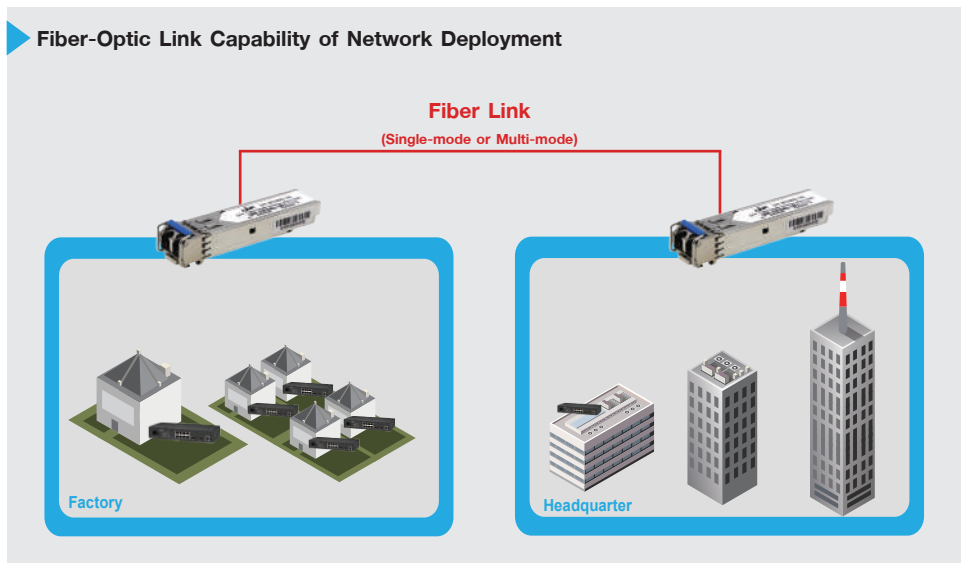 Fiber-Optic Link Capability of Network Deployment
Fiber Link
(Single-mode or Multi-mode)
Factory
Headquarter